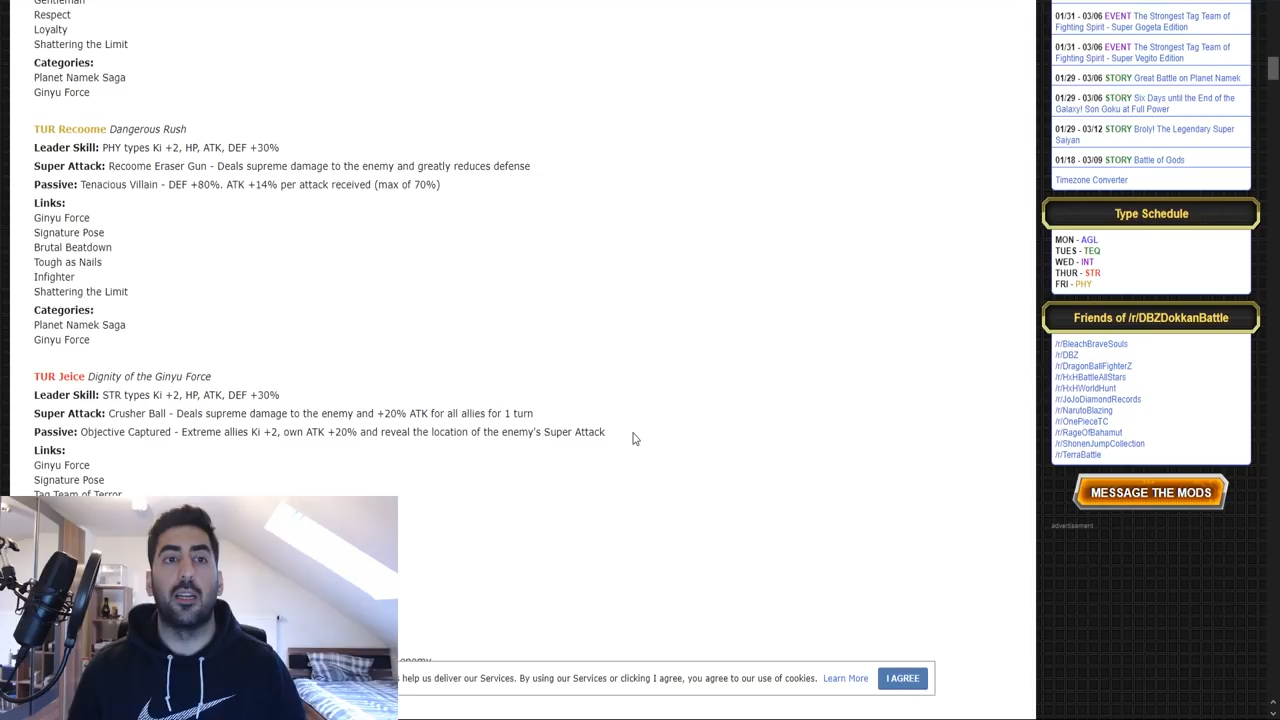 Gentleman
Respect
Loyalty
Shattering the Limit
Categories:
Planet Namek Saga
Ginyu Force
TUR Recoome Dangerous Rush
Leader Skill: PHY types Ki +2, HP, ATK, DEF +30%
Super Attack: Recoome Eraser Gun - Deals supreme damage to the enemy and greatly reduces defense
Passive: Tenacious Villain - DEF +80%. ATK +14% per attack received (max of 70%)
Links:
Ginyu Force
Signature Pose
Brutal Beatdown
Tough as Nails
Infighter
Shattering the Limit
Categories:
Planet Namek Saga
Ginyu Force
TUR Jeice Dignity of the Ginyu Force
Leader Skill: STR types Ki +2, HP, ATK, DEF +30%
Super Attack: Crusher Ball - Deals supreme damage to the enemy and +20% ATK for all allies for 1 turn
Passive: Objective Captured - Extreme allies Ki +2, own ATK +20% and reveal the location of the enemy's Super Attack
Links:
Ginyu Force
Signature Pose
Tag Team of Terror
enemy
s help us deliver our Services. By using our Services or clicking I agree, you agree to our use of cookies. Learn More
I AGREE
01/31 - 03/06 EVENT The Strongest Tag Team of
Fighting Spirit - Super Gogeta Edition
01/31 - 03/06 EVENT The Strongest Tag Team of
Fighting Spirit - Super Vegito Edition
01/29 - 03/06 STORY Great Battle on Planet Namek
01/29 - 03/06 STORY Six Days until the End of the
Galaxy! Son Goku at Full Power
01/29 - 03/12 STORY Broly! The Legendary Super
Saiyan
01/18 - 03/09 STORY Battle of Gods
Timezone Converter
Type Schedule
MON - AGL
TUES - TEQ
WED - INT
THUR - STR
FRI - PHY
Friends of /r/DBZDokkanBattle
/r/BleachBraveSouls
/r/DBZ
/r/DragonBallFighterZ
/r/HxHBattleAllStars
/r/HxHWorldHunt
/r/JoJoDiamondRecords
/r/NarutoBlazing
/r/OnePieceTC
/r/RageOfBahamut
/r/ShonenJumpCollection
/r/TerraBattle
MESSAGE THE MODS
advertisement